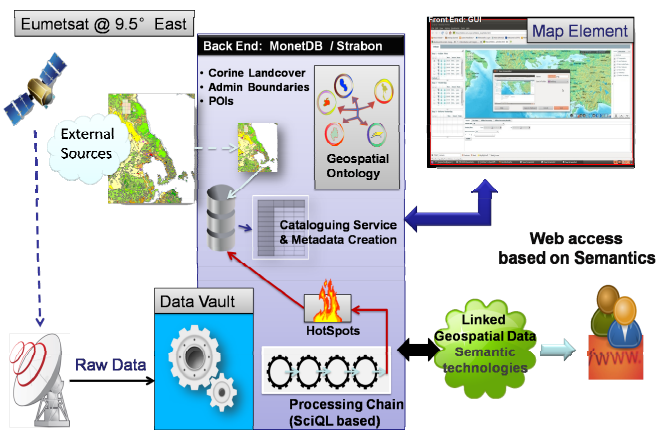 Eumetsat @ 9.5° East
Front End: GUI
Map Element
Back End: MonetDB / Strabon
• Corine Landcover
• Admin Boundaries
• POIs
External
Sources
Geospatial
Ontology
Cataloguing Service
& Metadata Creation
Web access
based on Semantics
Data Vault
HotSpots
Linked
Geospatial Data
Semantic
technologies
www.
Raw Data
Processing Chain
(SciQL based)